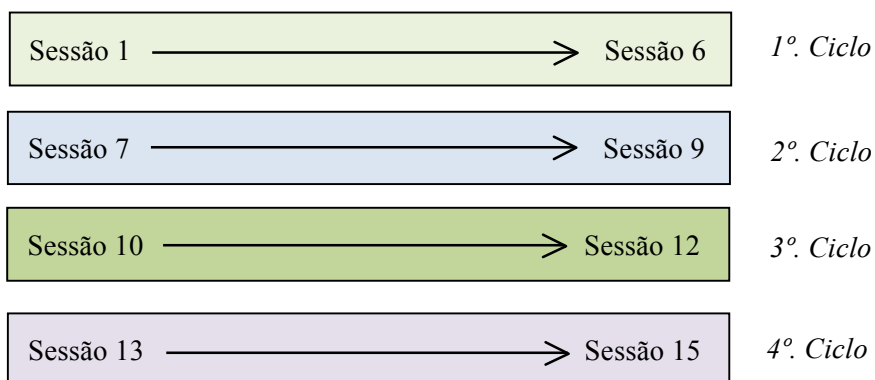 Sessão 1 Sessão 6 1º. Ciclo
Sessão 7 Sessão 9 2º. Ciclo
Sessão 10 Sessão 12 3º. Ciclo
Sessão 13 Sessão 15 4º. Ciclo